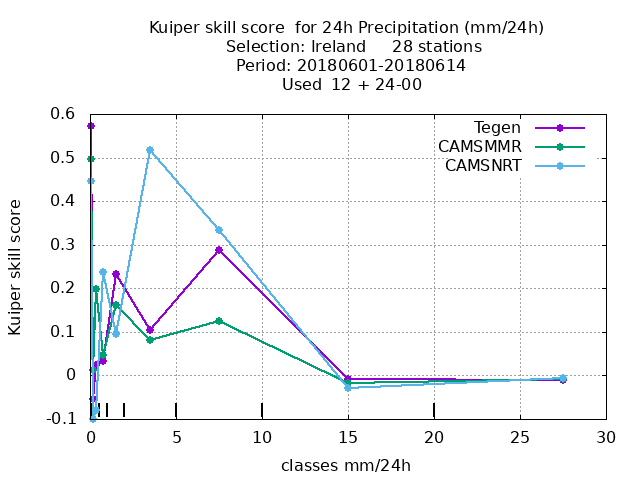 Kuiper skill score  for 24h Precipitation (mm/24h)
Selection: Ireland     28 stations
Period: 20180601-20180614
Used  12 + 24-00
Tegen
CAMSMMR
CAMSNRT
0.6
0.5
0.4
0.3
0.2
0.1
0
-0.1
Kuiper skill score
0 5 10 15 20 25 30
classes mm/24h